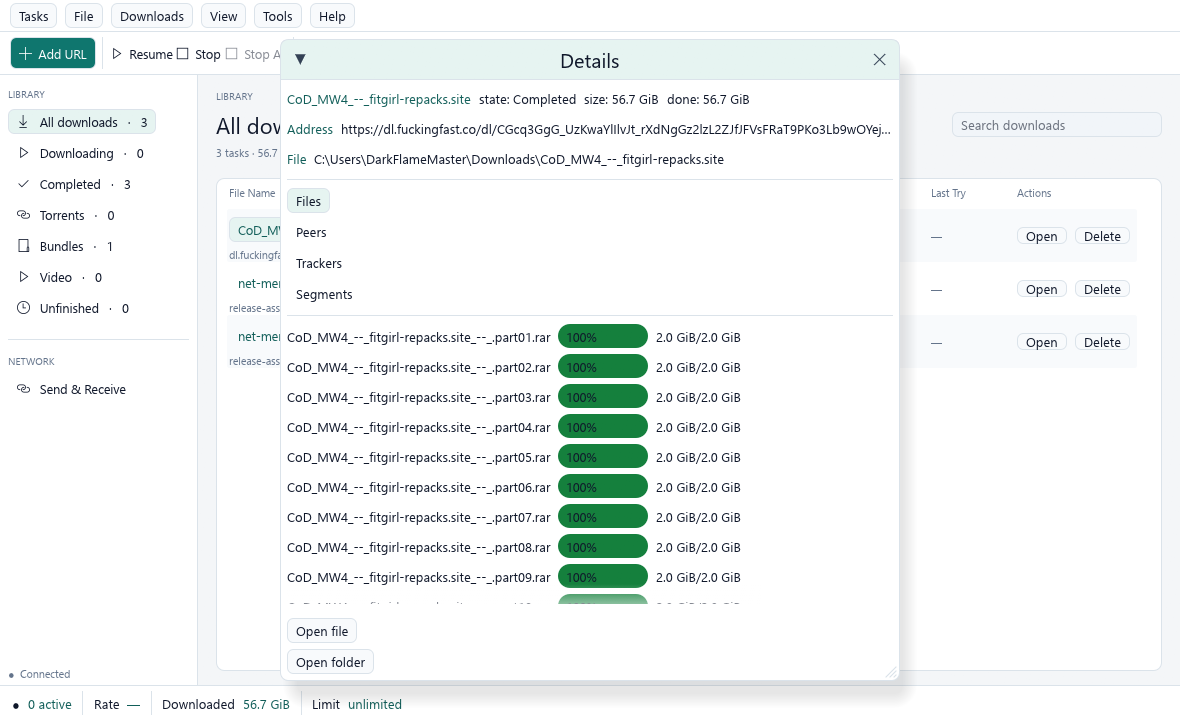 Tasks File Downloads View Tools Help
Add URL Resume Stop Stop A
LIBRARY
All downloads · 3
Downloading · 0
Completed · 3
Torrents · 0
Bundles · 1
Video · 0
Unfinished · 0
NETWORK
Send & Receive
Connected
LIBRARY
All dow
3 tasks · 56.7
Search downloads
File Name Last Try Actions
CoD_MW
dl.fuckingfa
— Open Delete
net-mer
release-ass
— Open Delete
net-mer
release-ass
— Open Delete
Details
CoD_MW4_--_fitgirl-repacks.site state: Completed size: 56.7 GiB done: 56.7 GiB
Address https://dl.fuckingfast.co/dl/CGcq3GgG_UzKwaYlIlvJt_rXdNgGz2lzL2ZJfJFVsFRaT9PKo3Lb9wOYej...
File C:\Users\DarkFlameMaster\Downloads\CoD_MW4_--_fitgirl-repacks.site
Files
Peers
Trackers
Segments
CoD_MW4_--_fitgirl-repacks.site_--_.part01.rar 100% 2.0 GiB/2.0 GiB
CoD_MW4_--_fitgirl-repacks.site_--_.part02.rar 100% 2.0 GiB/2.0 GiB
CoD_MW4_--_fitgirl-repacks.site_--_.part03.rar 100% 2.0 GiB/2.0 GiB
CoD_MW4_--_fitgirl-repacks.site_--_.part04.rar 100% 2.0 GiB/2.0 GiB
CoD_MW4_--_fitgirl-repacks.site_--_.part05.rar 100% 2.0 GiB/2.0 GiB
CoD_MW4_--_fitgirl-repacks.site_--_.part06.rar 100% 2.0 GiB/2.0 GiB
CoD_MW4_--_fitgirl-repacks.site_--_.part07.rar 100% 2.0 GiB/2.0 GiB
CoD_MW4_--_fitgirl-repacks.site_--_.part08.rar 100% 2.0 GiB/2.0 GiB
CoD_MW4_--_fitgirl-repacks.site_--_.part09.rar 100% 2.0 GiB/2.0 GiB
Open file
Open folder
0 active Rate — Downloaded 56.7 GiB Limit unlimited